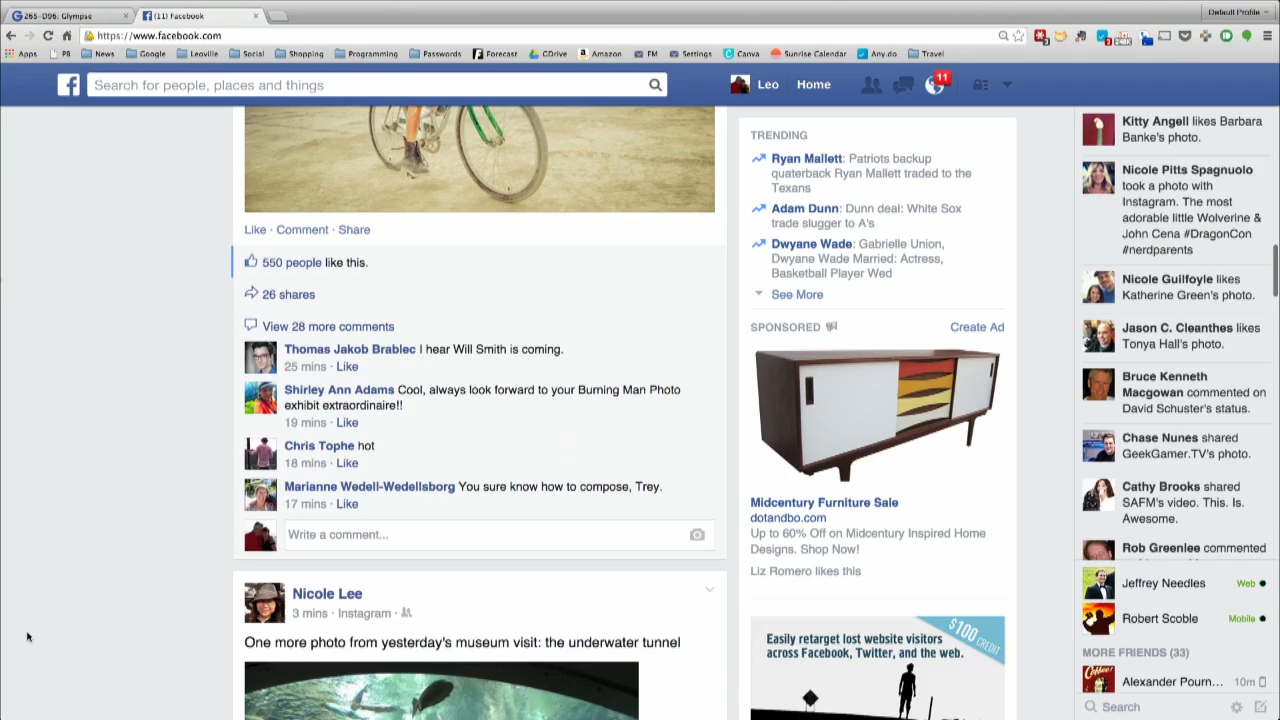 265-D96: Glympse
(11) Facebook
Default Profile
https://www.facebook.com
Apps
PB
News
Google
Leoville
Social
Shopping
Programming
Passwords
Forecast
GDrive
Amazon
FM
Settings
Canva
Sunrise Calendar
Any.do
Travel
Search for people, places and things
Leo
Home
11
Like · Comment · Share
550 people like this.
26 shares
View 28 more comments
Thomas Jakob Brablec I hear Will Smith is coming.
25 mins · Like
Shirley Ann Adams Cool, always look forward to your Burning Man Photo
exhibit extraordinaire!!
19 mins · Like
Chris Tophe hot
18 mins · Like
Marianne Wedell-Wedellsborg You sure know how to compose, Trey.
17 mins · Like
Write a comment...
Nicole Lee
3 mins · Instagram ·
One more photo from yesterday's museum visit: the underwater tunnel
TRENDING
Ryan Mallett: Patriots backup
quaterback Ryan Mallett traded to the
Texans
Adam Dunn: Dunn deal: White Sox
trade slugger to A's
Dwyane Wade: Gabrielle Union,
Dwyane Wade Married: Actress,
Basketball Player Wed
See More
SPONSORED
Create Ad
Midcentury Furniture Sale
dotandbo.com
Up to 60% Off on Midcentury Inspired Home
Designs. Shop Now!
Liz Romero likes this
Easily retarget lost website visitors
across Facebook, Twitter, and the web.
$100
CREDIT
Kitty Angell likes Barbara
Banke's photo.
Nicole Pitts Spagnuolo
took a photo with
Instagram. The most
adorable little Wolverine &
John Cena #DragonCon
#nerdparents
Nicole Guilfoyle likes
Katherine Green's photo.
Jason C. Cleanthes likes
Tonya Hall's photo.
Bruce Kenneth
Macgowan commented on
David Schuster's status.
Chase Nunes shared
GeekGamer.TV's photo.
Cathy Brooks shared
SAFM's video. This. Is.
Awesome.
Rob Greenlee commented
Jeffrey Needles
Web
Robert Scoble
Mobile
MORE FRIENDS (33)
Alexander Pourn...
10m
Search